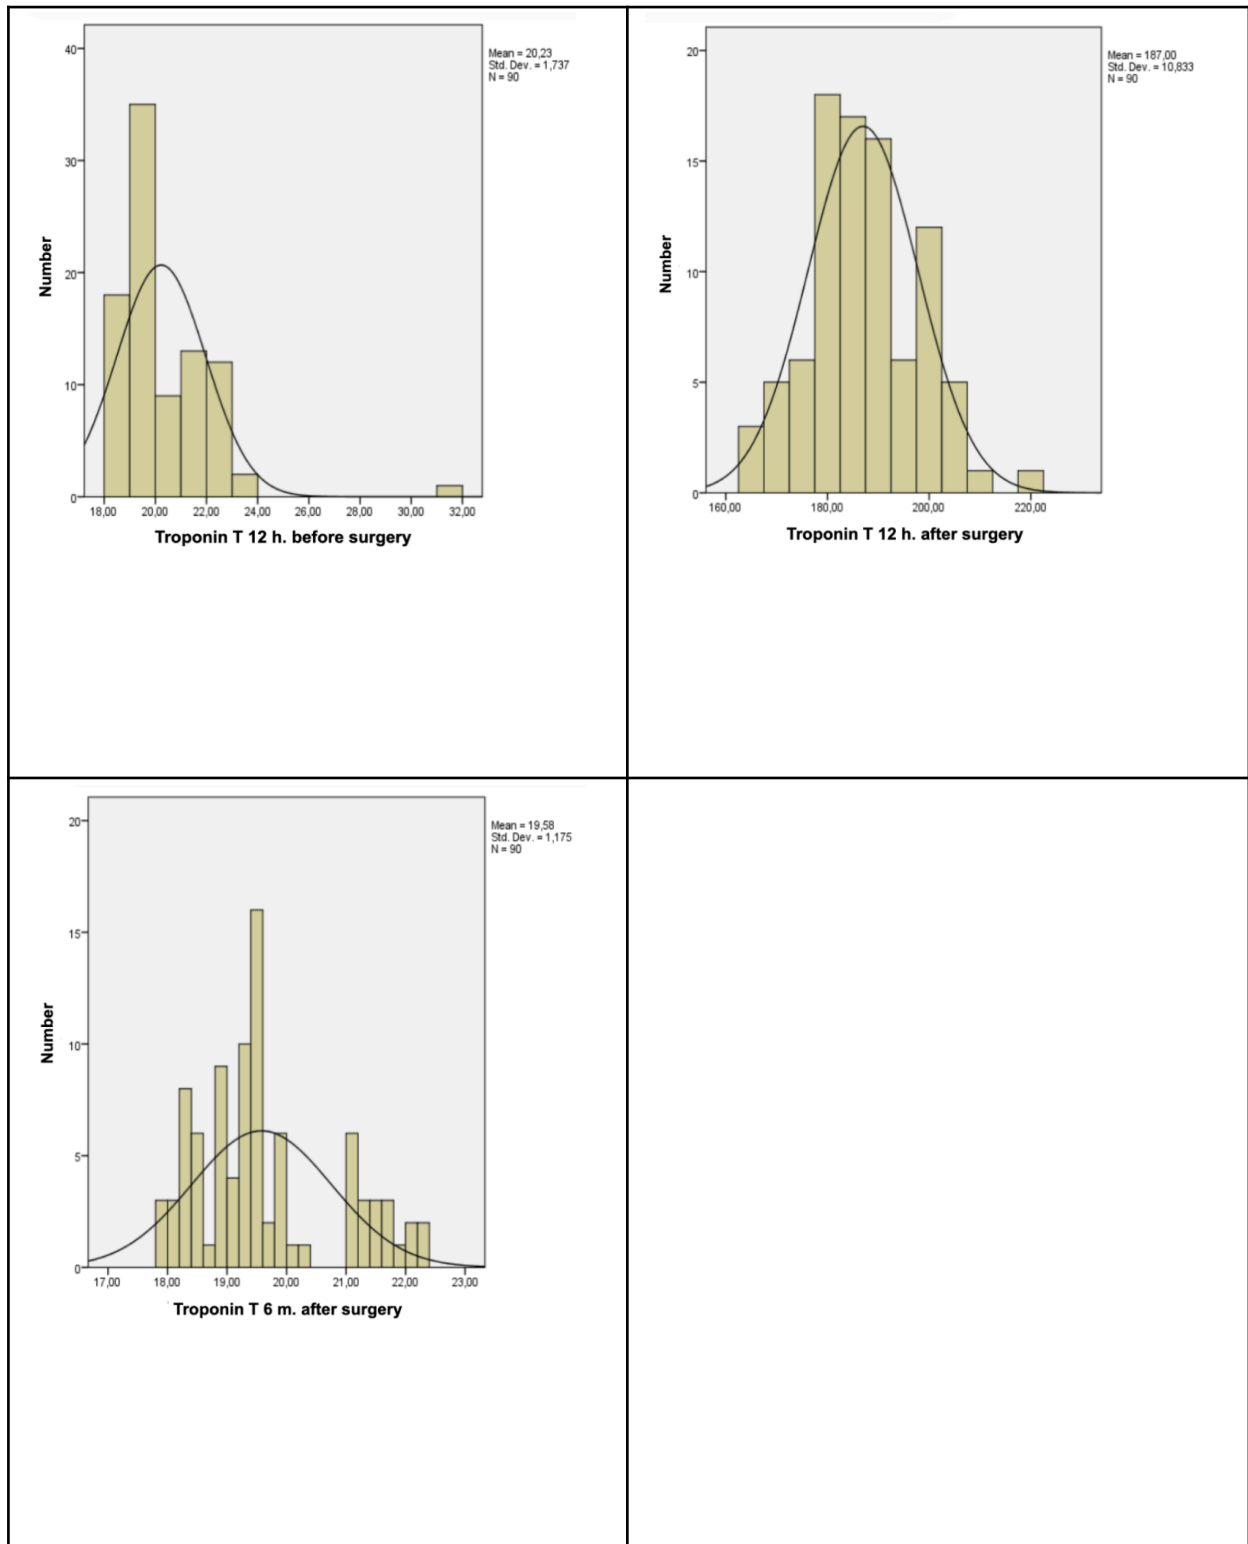 Mean = 20,23
Std. Dev. = 1,737
N = 90
40
30
20
10
0
Number
18,00 20,00 22,00 24,00 26,00 28,00 30,00 32,00
Troponin T 12 h. before surgery
Mean = 187,00
Std. Dev. = 10,833
N = 90
20
15
10
5
0
Number
160,00 180,00 200,00 220,00
Troponin T 12 h. after surgery
Mean = 19,58
Std. Dev. = 1,175
N = 90
20
15
10
5
0
Number
17,00 18,00 19,00 20,00 21,00 22,00 23,00
Troponin T 6 m. after surgery